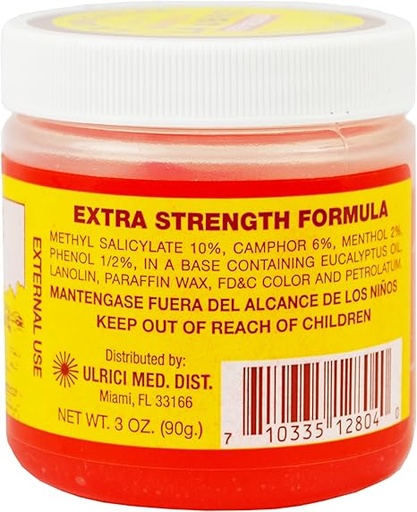 EXTRA STRENGTH FORMULA
METHYL SALICYLATE 10%, CAMPHOR 6%, MENTHOL 2%,
PHENOL 1/2%, IN A BASE CONTAINING EUCALYPTUS OIL,
LANOLIN, PARAFFIN WAX, FD&C COLOR AND PETROLATUM.
MANTENGASE FUERA DEL ALCANCE DE LOS NIÑOS
KEEP OUT OF REACH OF CHILDREN
EXTERNAL USE
Distributed by:
ULRICI MED. DIST.
Miami, FL 33166
NET WT. 3 OZ. (90g.)
7 10335 12804 0